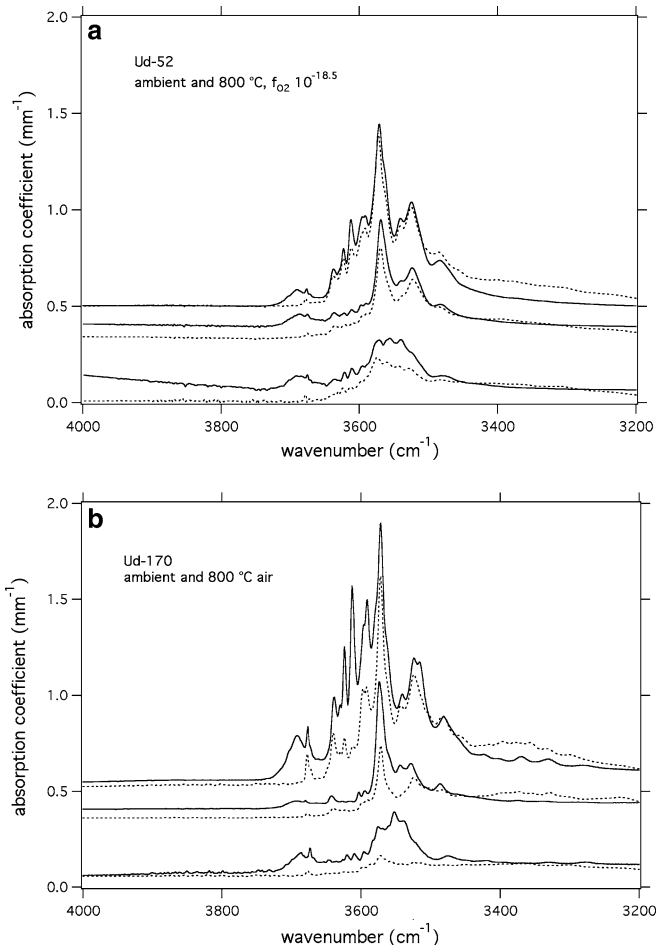 a
Ud-52
ambient and 800 °C, fO2 10-18.5
2.0
1.5
1.0
0.5
0.0
absorption coefficient (mm-1)
4000 3800 3600 3400 3200
wavenumber (cm-1)
b
Ud-170
ambient and 800 °C air
2.0
1.5
1.0
0.5
0.0
absorption coefficient (mm-1)
4000 3800 3600 3400 3200
wavenumber (cm-1)